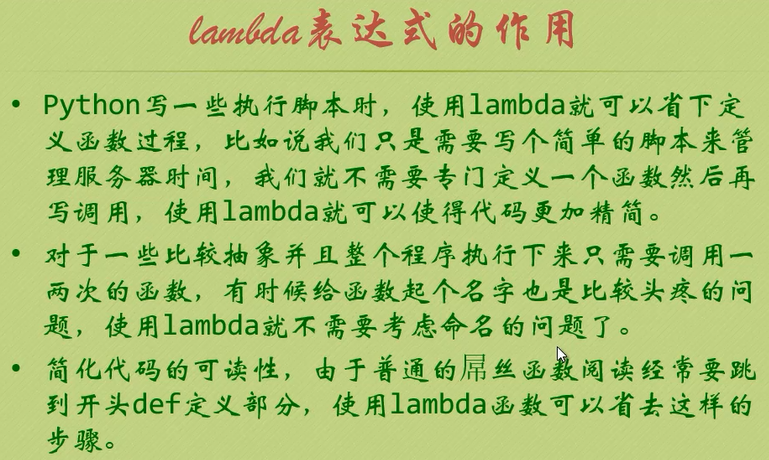 lambda表达式的作用
• Python写一些执行脚本时，使用lambda就可以省下定
义函数过程，比如说我们只是需要写个简单的脚本来管
理服务器时间，我们就不需要专门定义一个函数然后再
写调用，使用lambda就可以使得代码更加精简。
• 对于一些比较抽象并且整个程序执行下来只需要调用一
两次的函数，有时候给函数起个名字也是比较头疼的问
题，使用lambda就不需要考虑命名的问题了。
• 简化代码的可读性，由于普通的屌丝函数阅读经常要跳
到开头def定义部分，使用lambda函数可以省去这样的
步骤。